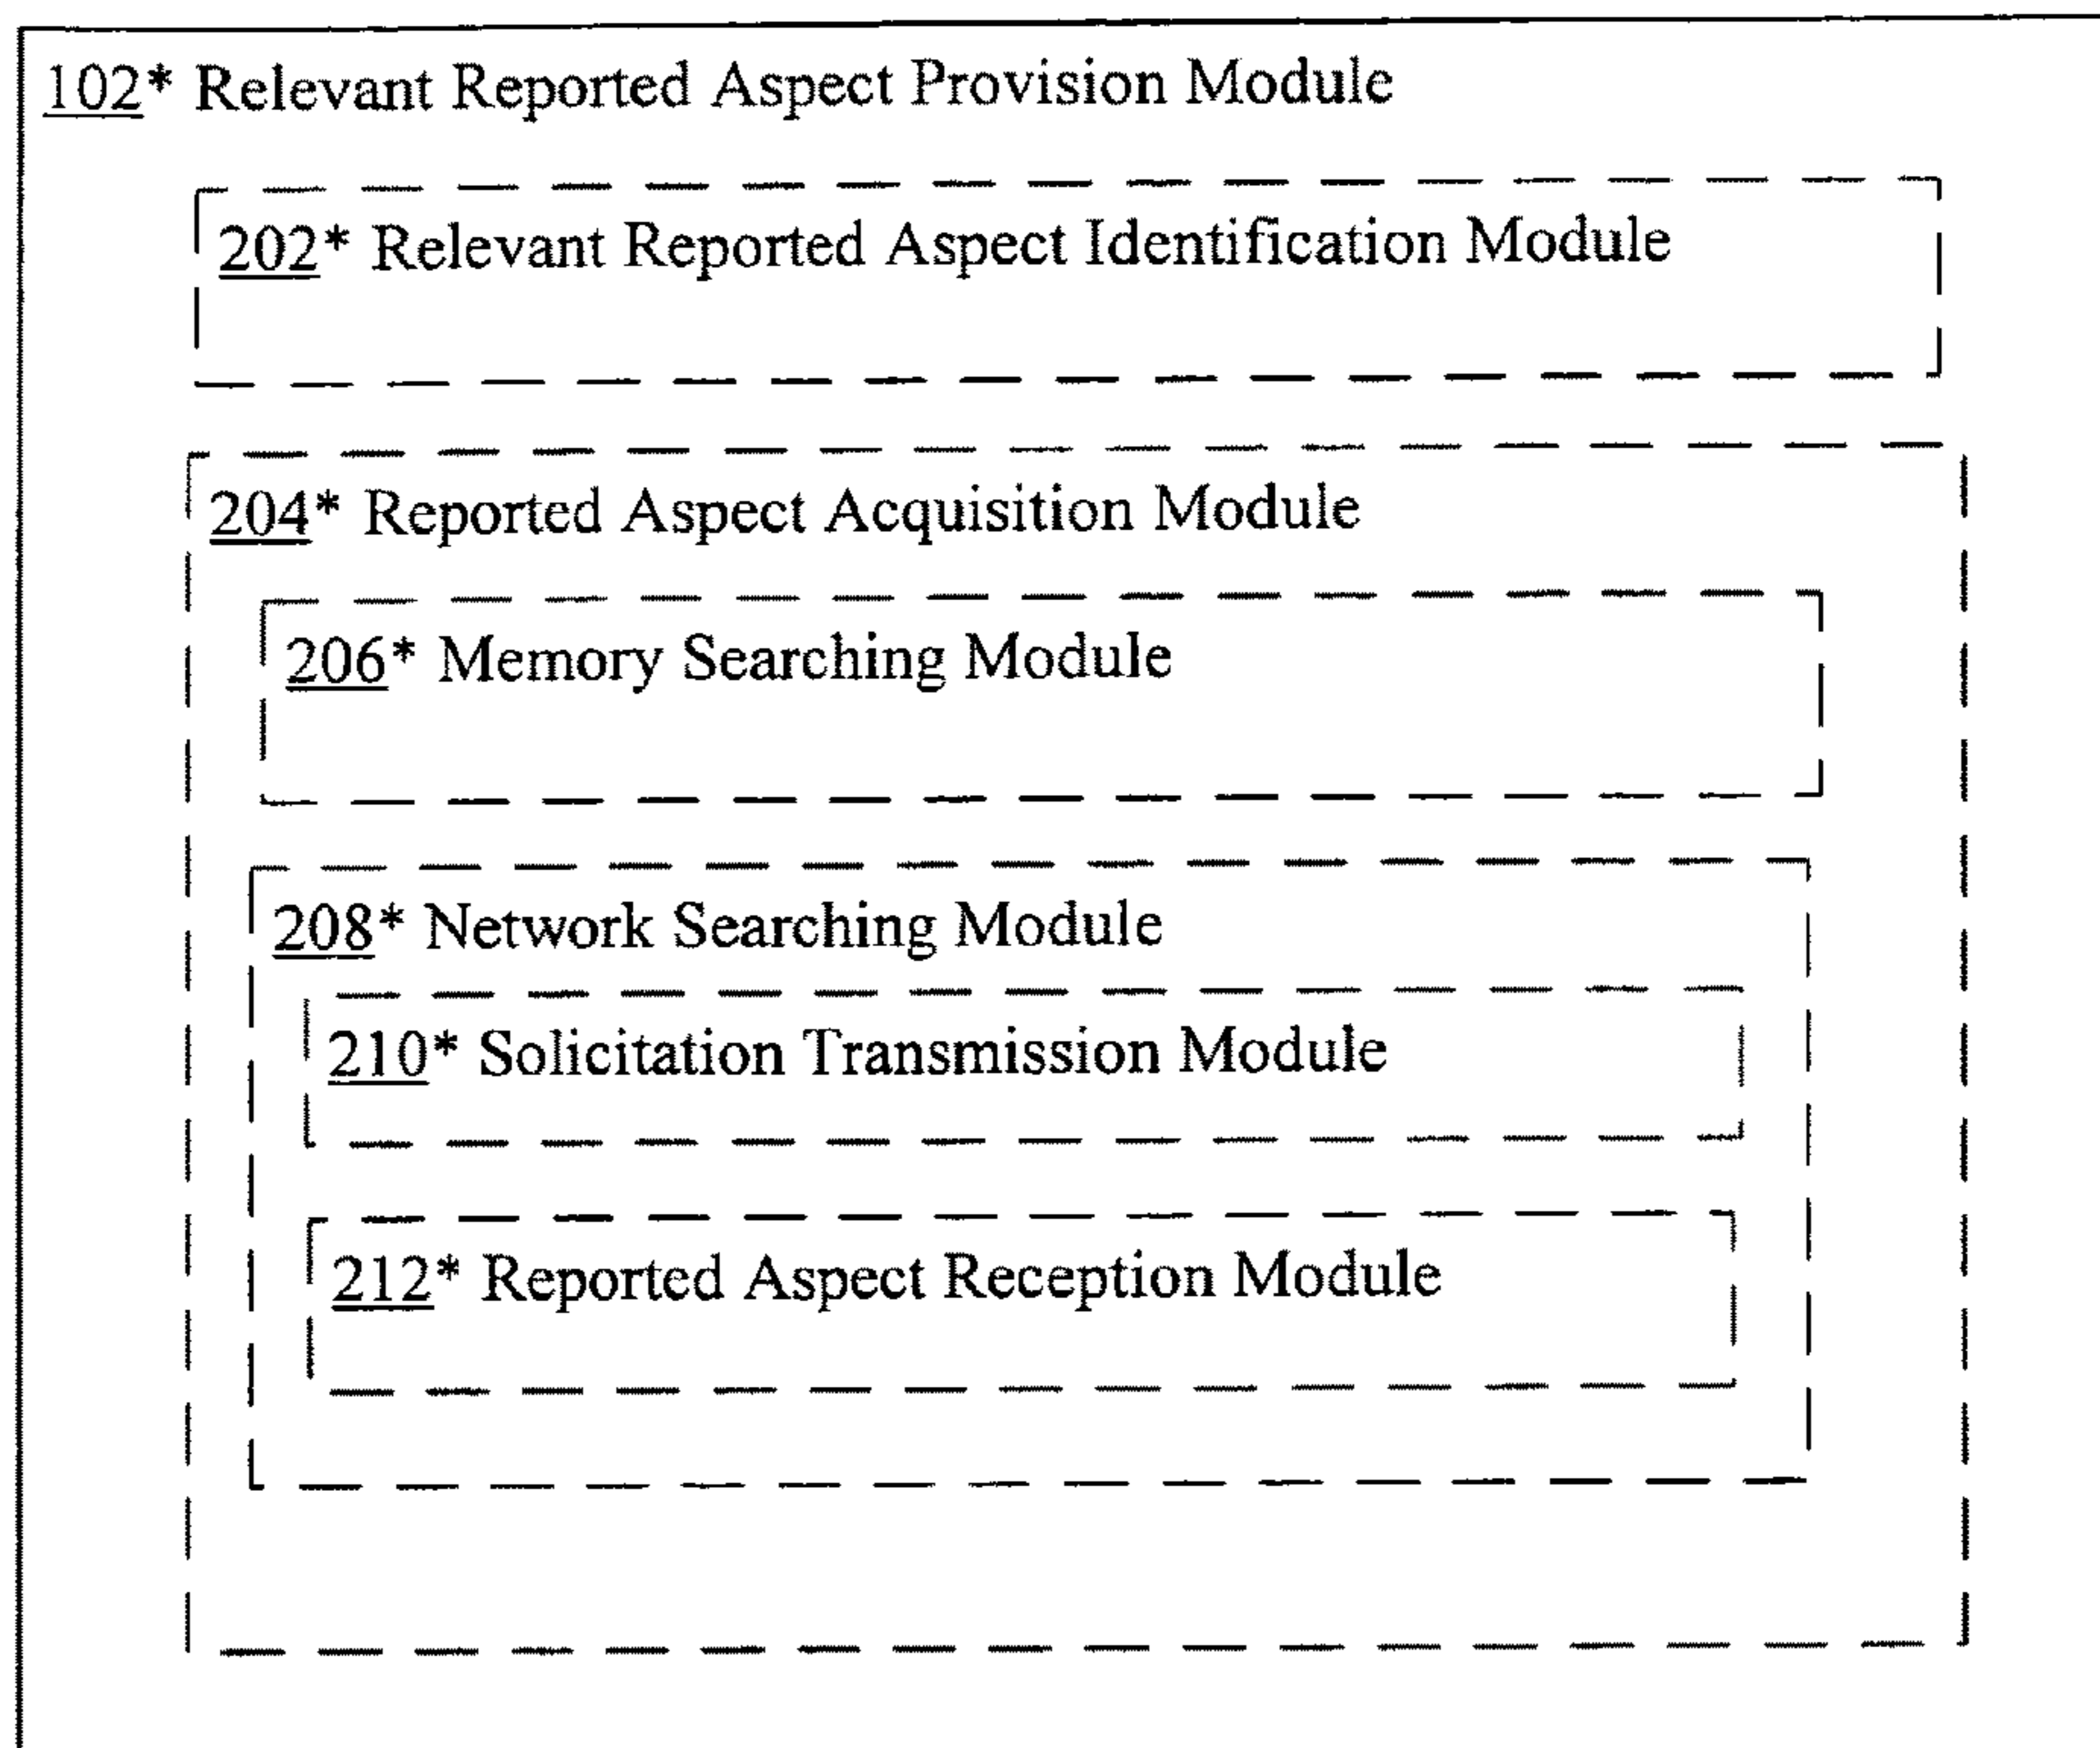 102* Relevant Reported Aspect Provision Module
202* Relevant Reported Aspect Identification Module
204* Reported Aspect Acquisition Module
206* Memory Searching Module
208* Network Searching Module
210* Solicitation Transmission Module
212* Reported Aspect Reception Module